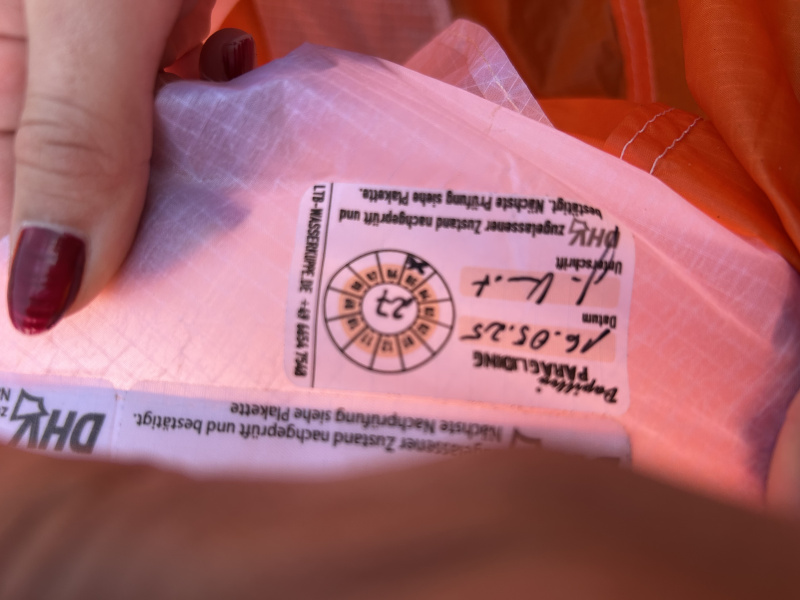 Papillon
PARAGLIDING
16.05.25
Datum
Unterschrift
DHV zugelassener Zustand nachgeprüft und
bestätigt. Nächste Prüfung siehe Plakette.
27
LTB-WASSERKUPPE.DE +49 6654 7548
Zustand nachgeprüft und bestätigt.
Nächste Nachprüfung siehe Plakette
DHV